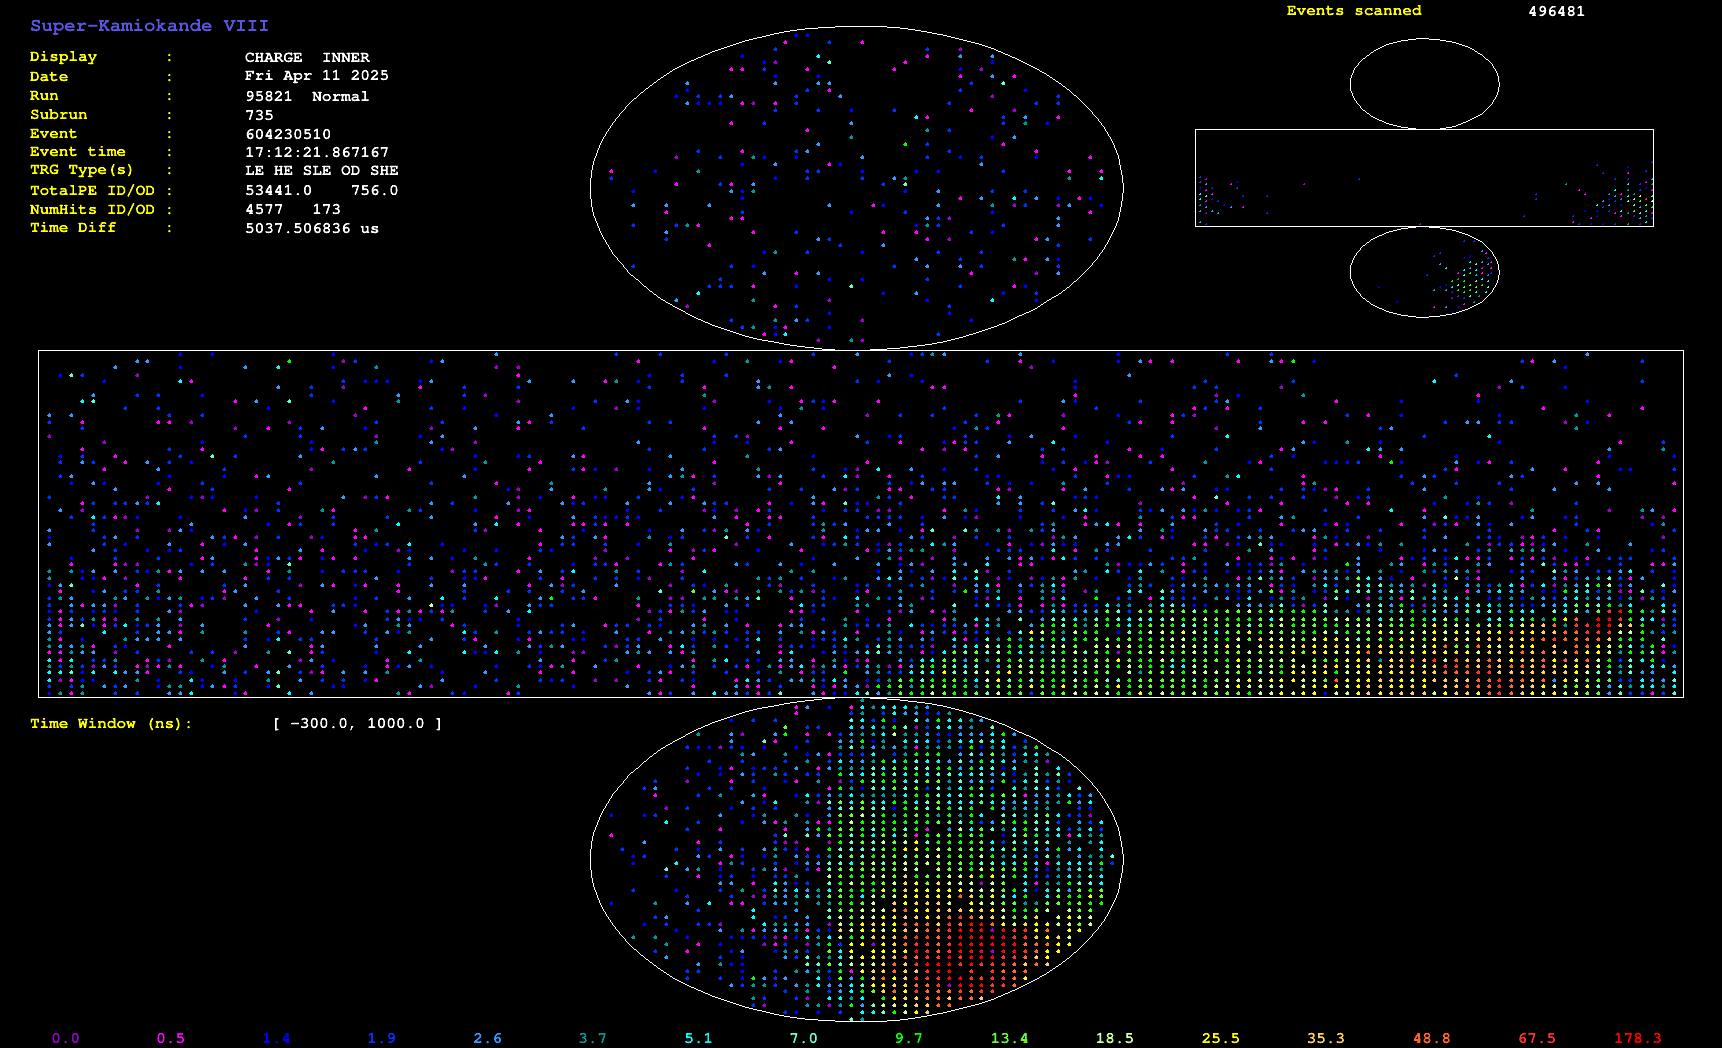 Super-Kamiokande VIII
Events scanned 496481
Display : CHARGE INNER
Date : Fri Apr 11 2025
Run : 95821 Normal
Subrun : 735
Event : 604230510
Event time : 17:12:21.867167
TRG Type(s) : LE HE SLE OD SHE
TotalPE ID/OD : 53441.0 756.0
NumHits ID/OD : 4577 173
Time Diff : 5037.506836 us
Time Window (ns): [ -300.0, 1000.0 ]
0.0 0.5 1.4 1.9 2.6 3.7 5.1 7.0 9.7 13.4 18.5 25.5 35.3 48.8 67.5 178.3